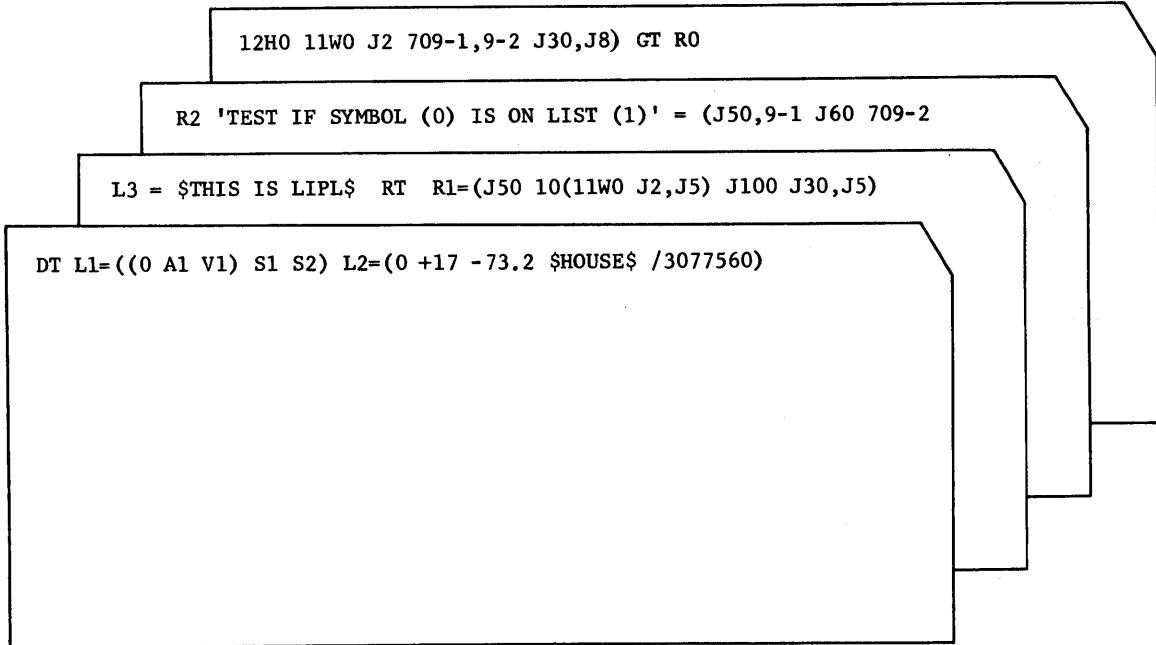 12H0 11W0 J2 709-1,9-2 J30,J8) GT R0
R2 'TEST IF SYMBOL (0) IS ON LIST (1)' = (J50,9-1 J60 709-2
L3 = $THIS IS LIPL$ RT R1=(J50 10(11W0 J2,J5) J100 J30,J5)
DT L1=((0 A1 V1) S1 S2) L2=(0 +17 -73.2 $HOUSE$ /3077560)